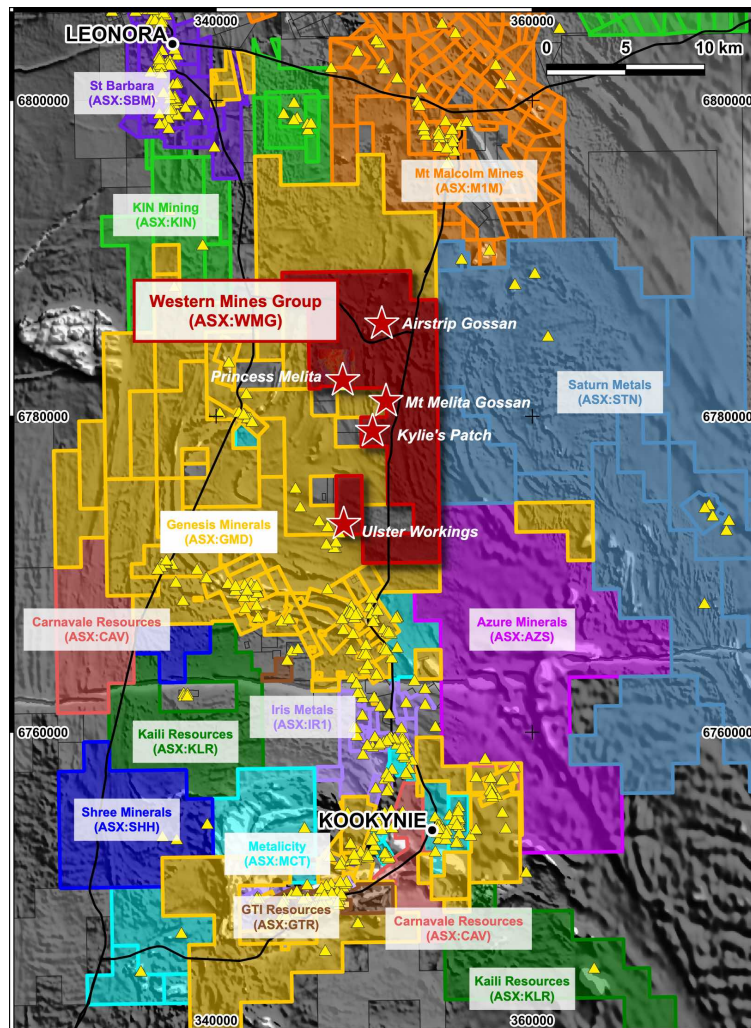 340000
360000
LEONORA
0
5
10 km
6800000
6800000
St Barbara
(ASX:SBM)
Mt Malcolm Mines
(ASX:M1M)
KIN Mining
(ASX:KIN)
Western Mines Group
(ASX:WMG)
Airstrip Gossan
Princess Melita
Saturn Metals
(ASX:STN)
Mt Melita Gossan
6780000
6780000
Kylie's Patch
Genesis Minerals
(ASX:GMD)
Ulster Workings
Carnavale Resources
(ASX:CAV)
Azure Minerals
(ASX:AZS)
Iris Metals
(ASX:IR1)
Kaili Resources
(ASX:KLR)
6760000
6760000
Shree Minerals
(ASX:SHH)
KOOKYNIE
Metalicity
(ASX:MCT)
GTI Resources
(ASX:GTR)
Carnavale Resources
(ASX:CAV)
Kaili Resources
(ASX:KLR)
340000
360000